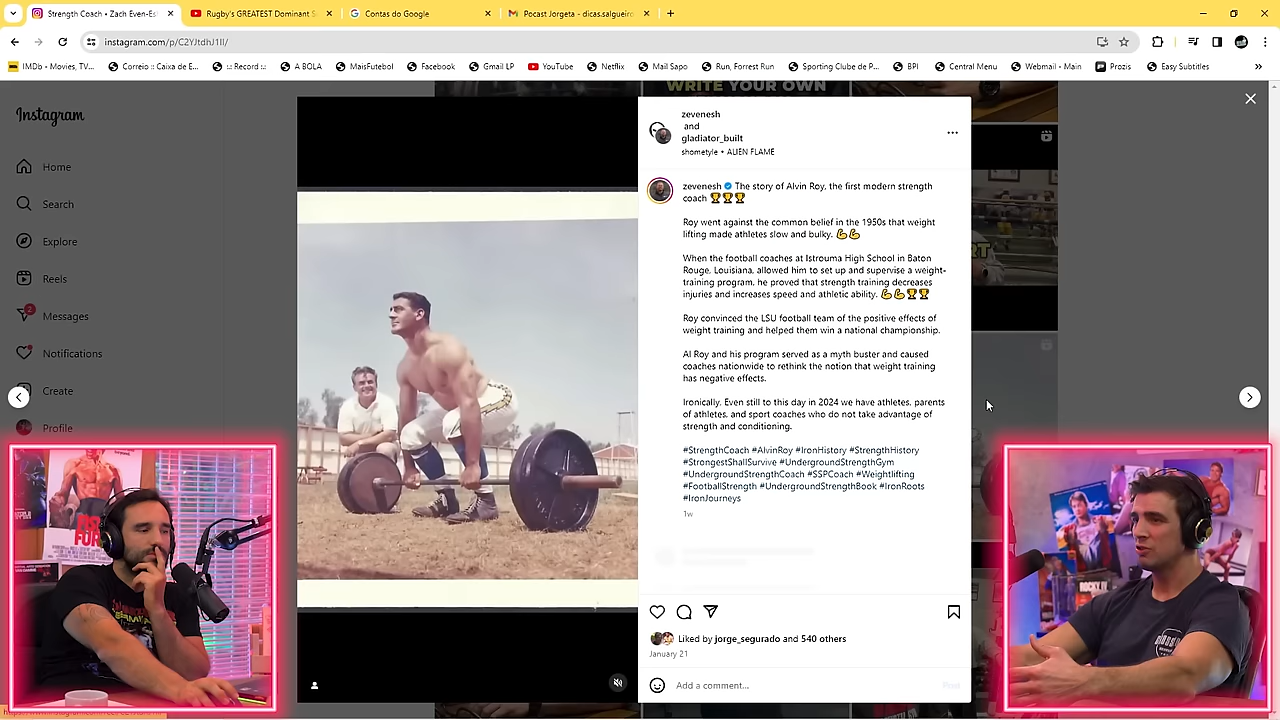 Strength Coach • Zach Even-Es
Rugby's GREATEST Dominant S
Contas do Google
Pocast Jorgeta - dicas.salgueiro
instagram.com/p/C2YJtdhJ1II/
IMDb • Movies, TV...
Correio :: Caixa de E...
::: Record :::
A BOLA
MaisFutebol
Facebook
Gmail LP
YouTube
Netflix
Mail Sapo
Run, Forrest Run
Sporting Clube de P...
BPI
Central Menu
Webmail • Main
Prozis
Easy Subtitles
WRITE YOUR OWN
Instagram
Home
Search
Explore
Reels
2
Messages
Notifications
Create
Profile
zevenesh
and
gladiator_built
shometyle • ALIEN FLAME
zevenesh The story of Alvin Roy, the first modern strength
coach 🏆🏆🏆
Roy went against the common belief in the 1950s that weight
lifting made athletes slow and bulky. 💪💪
When the football coaches at Istrouma High School in Baton
Rouge, Louisiana, allowed him to set up and supervise a weight-
training program, he proved that strength training decreases
injuries and increases speed and athletic ability. 💪💪🏆🏆
Roy convinced the LSU football team of the positive effects of
weight training and helped them win a national championship.
Al Roy and his program served as a myth buster and caused
coaches nationwide to rethink the notion that weight training
has negative effects.
Ironically. Even still to this day in 2024 we have athletes, parents
of athletes, and sport coaches who do not take advantage of
strength and conditioning.
#StrengthCoach #AlvinRoy #IronHistory #StrengthHistory
#StrongestShallSurvive #UndergroundStrengthGym
#UndergroundStrengthCoach #SSPCoach #Weightlifting
#FootballStrength #UndergroundStrengthBook #IronRoots
#IronJourneys
1w
Liked by jorge_segurado and 540 others
January 21
Add a comment...
Post